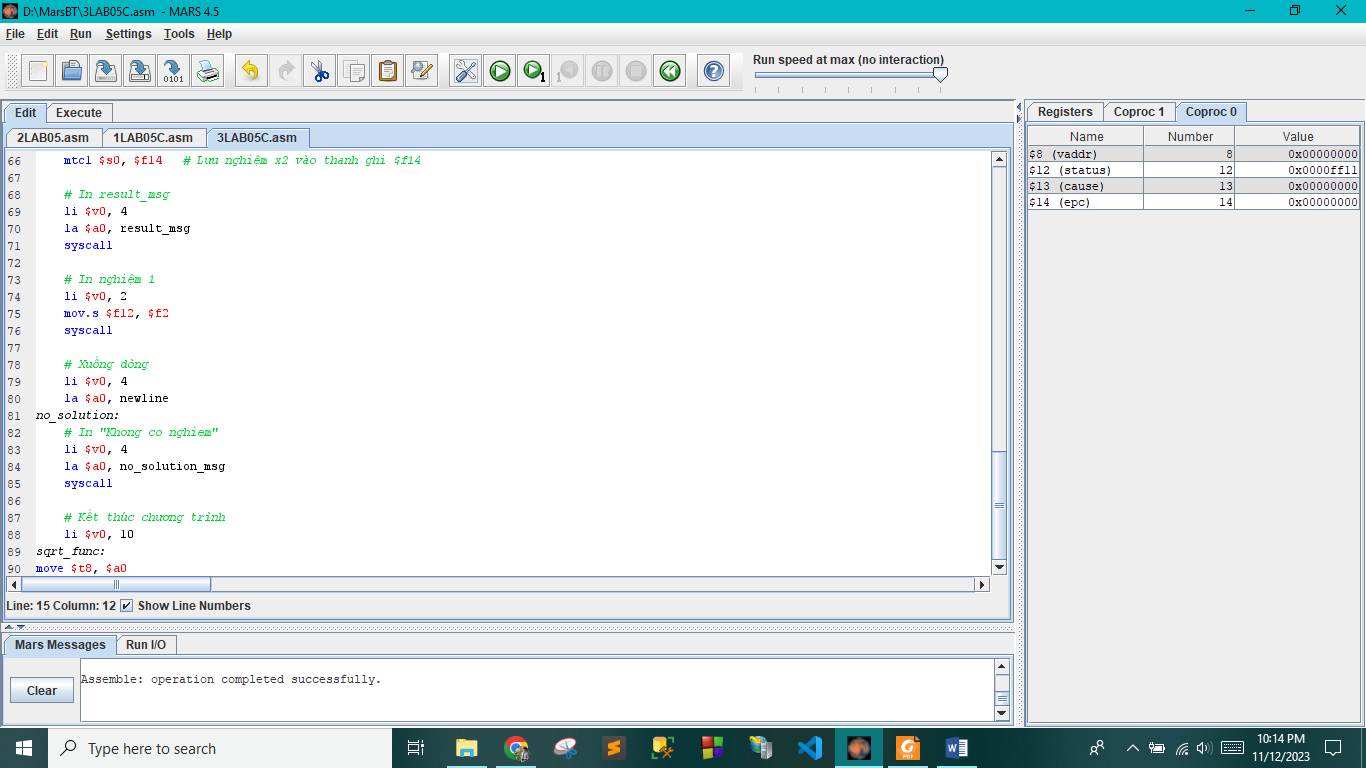 D:\MarsBT\3LAB05C.asm - MARS 4.5
File Edit Run Settings Tools Help
Run speed at max (no interaction)
Edit Execute
2LAB05.asm 1LAB05C.asm 3LAB05C.asm
66 mtc1 $s0, $f14 # Lưu nghiệm x2 vào thanh ghi $f14
67
68 # In result_msg
69 li $v0, 4
70 la $a0, result_msg
71 syscall
72
73 # In nghiệm 1
74 li $v0, 2
75 mov.s $f12, $f2
76 syscall
77
78 # Xuống dòng
79 li $v0, 4
80 la $a0, newline
81 no_solution:
82 # In "Khong co nghiem"
83 li $v0, 4
84 la $a0, no_solution_msg
85 syscall
86
87 # Kết thúc chương trình
88 li $v0, 10
89 sqrt_func:
90 move $t8, $a0
Line: 15 Column: 12 Show Line Numbers
Mars Messages Run I/O
Clear
Assemble: operation completed successfully.
Registers Coproc 1 Coproc 0
Name Number Value
$8 (vaddr) 8 0x00000000
$12 (status) 12 0x0000ff11
$13 (cause) 13 0x00000000
$14 (epc) 14 0x00000000
Type here to search
10:14 PM
11/12/2023